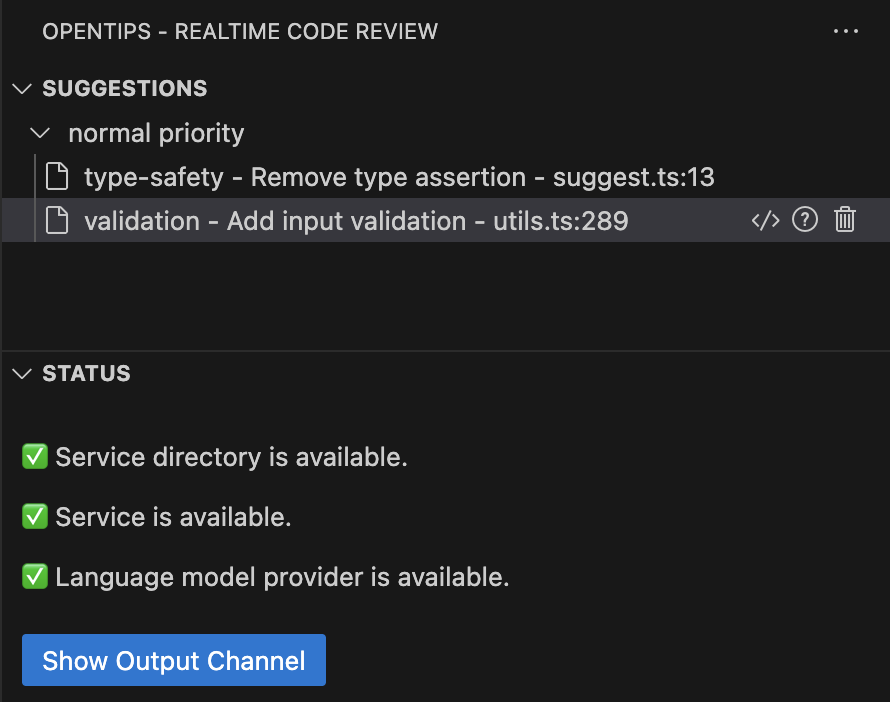 OPENTIPS - REALTIME CODE REVIEW
SUGGESTIONS
normal priority
type-safety - Remove type assertion - suggest.ts:13
validation - Add input validation - utils.ts:289
STATUS
✅ Service directory is available.
✅ Service is available.
✅ Language model provider is available.
Show Output Channel